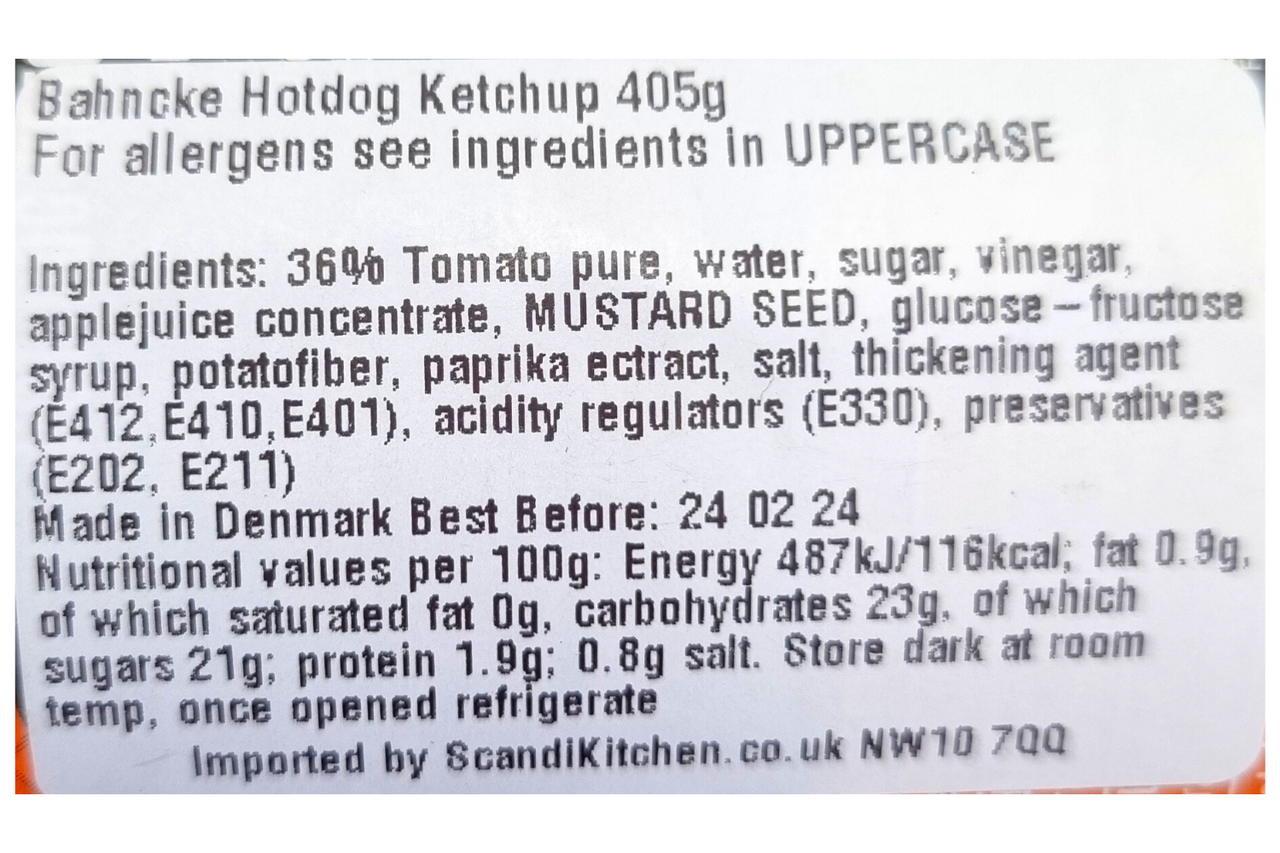 Bahncke Hotdog Ketchup 405g
For allergens see ingredients in UPPERCASE
Ingredients: 36% Tomato pure, water, sugar, vinegar,
applejuice concentrate, MUSTARD SEED, glucose – fructose
syrup, potatofiber, paprika ectract, salt, thickening agent
(E412,E410,E401), acidity regulators (E330), preservatives
(E202, E211)
Made in Denmark Best Before: 24 02 24
Nutritional values per 100g: Energy 487kJ/116kcal; fat 0.9g,
of which saturated fat 0g, carbohydrates 23g, of which
sugars 21g; protein 1.9g; 0.8g salt. Store dark at room
temp, once opened refrigerate
Imported by ScandiKitchen.co.uk NW10 7QQ